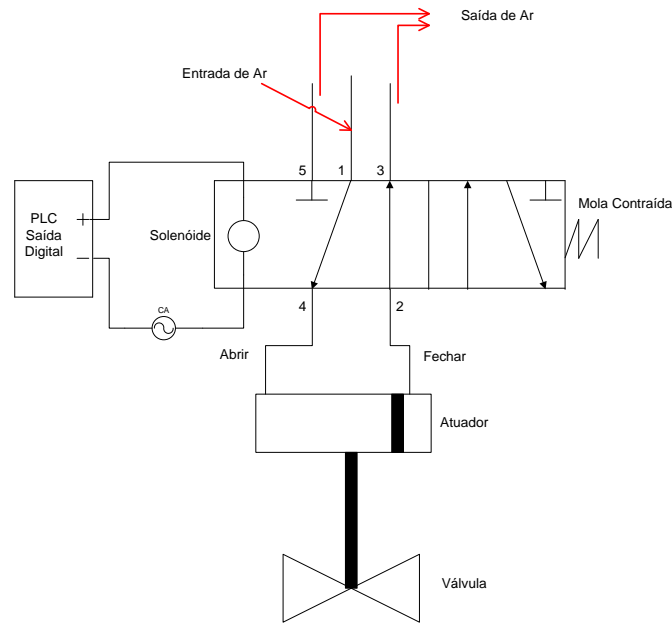 Saída de Ar
Entrada de Ar
5 1 3
PLC
Saída
Digital
+
−
Solenóide
Mola Contraída
CA
4 2
Abrir
Fechar
Atuador
Válvula